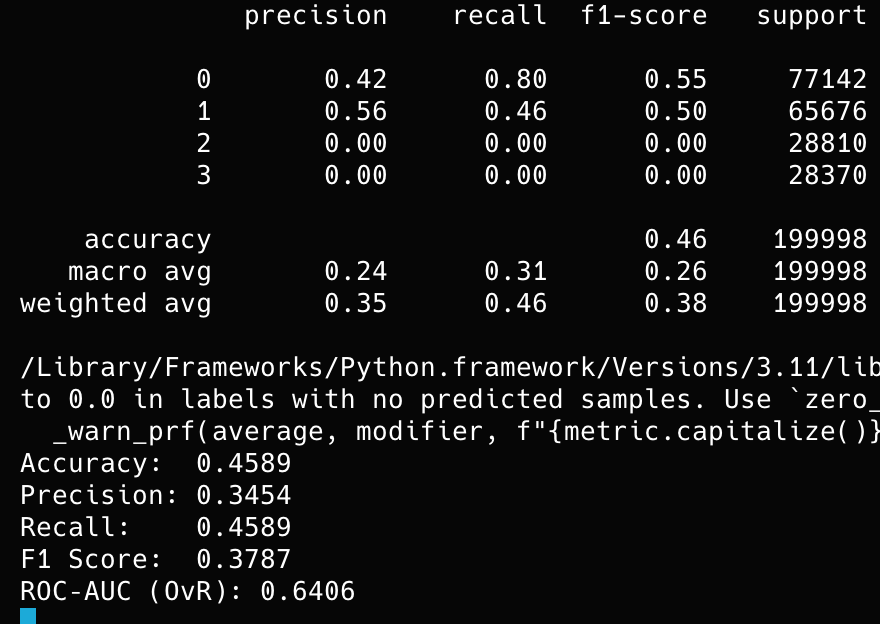 precision recall f1-score support
0 0.42 0.80 0.55 77142
1 0.56 0.46 0.50 65676
2 0.00 0.00 0.00 28810
3 0.00 0.00 0.00 28370
accuracy 0.46 199998
macro avg 0.24 0.31 0.26 199998
weighted avg 0.35 0.46 0.38 199998
/Library/Frameworks/Python.framework/Versions/3.11/lib
to 0.0 in labels with no predicted samples. Use `zero_
_warn_prf(average, modifier, f"{metric.capitalize()}
Accuracy: 0.4589
Precision: 0.3454
Recall: 0.4589
F1 Score: 0.3787
ROC-AUC (OvR): 0.6406